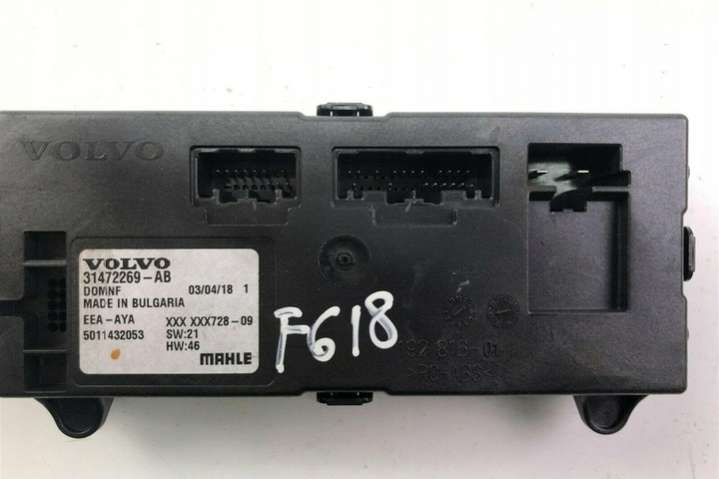 VOLVO
VOLVO
31472269-AB
DOMNF 03/04/18 1
MADE IN BULGARIA
EEA-AYA XXX XXX728-09
5011432053 SW:21
HW:46
MAHLE
F618